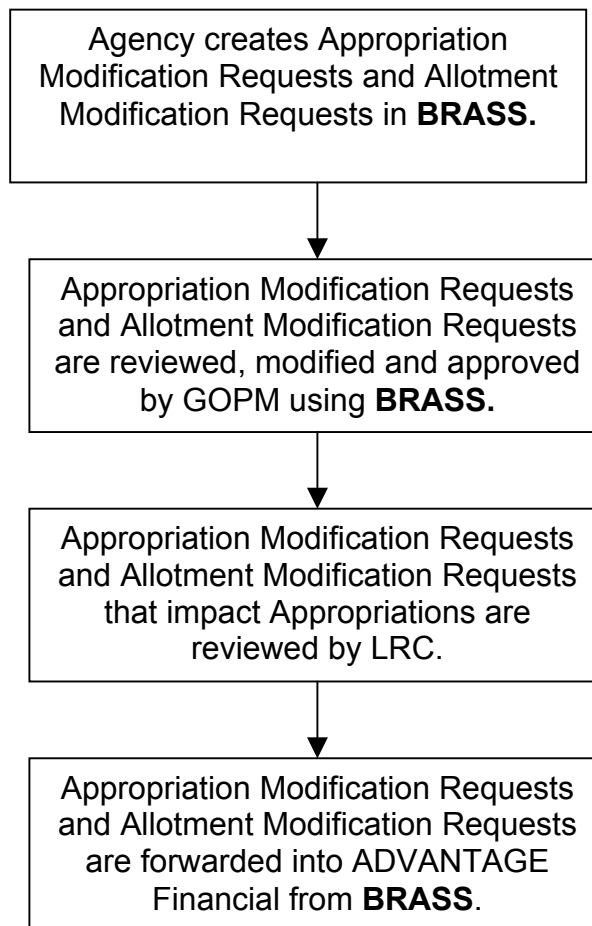 Agency creates Appropriation
Modification Requests and Allotment
Modification Requests in BRASS.
Appropriation Modification Requests
and Allotment Modification Requests
are reviewed, modified and approved
by GOPM using BRASS.
Appropriation Modification Requests
and Allotment Modification Requests
that impact Appropriations are
reviewed by LRC.
Appropriation Modification Requests
and Allotment Modification Requests
are forwarded into ADVANTAGE
Financial from BRASS.